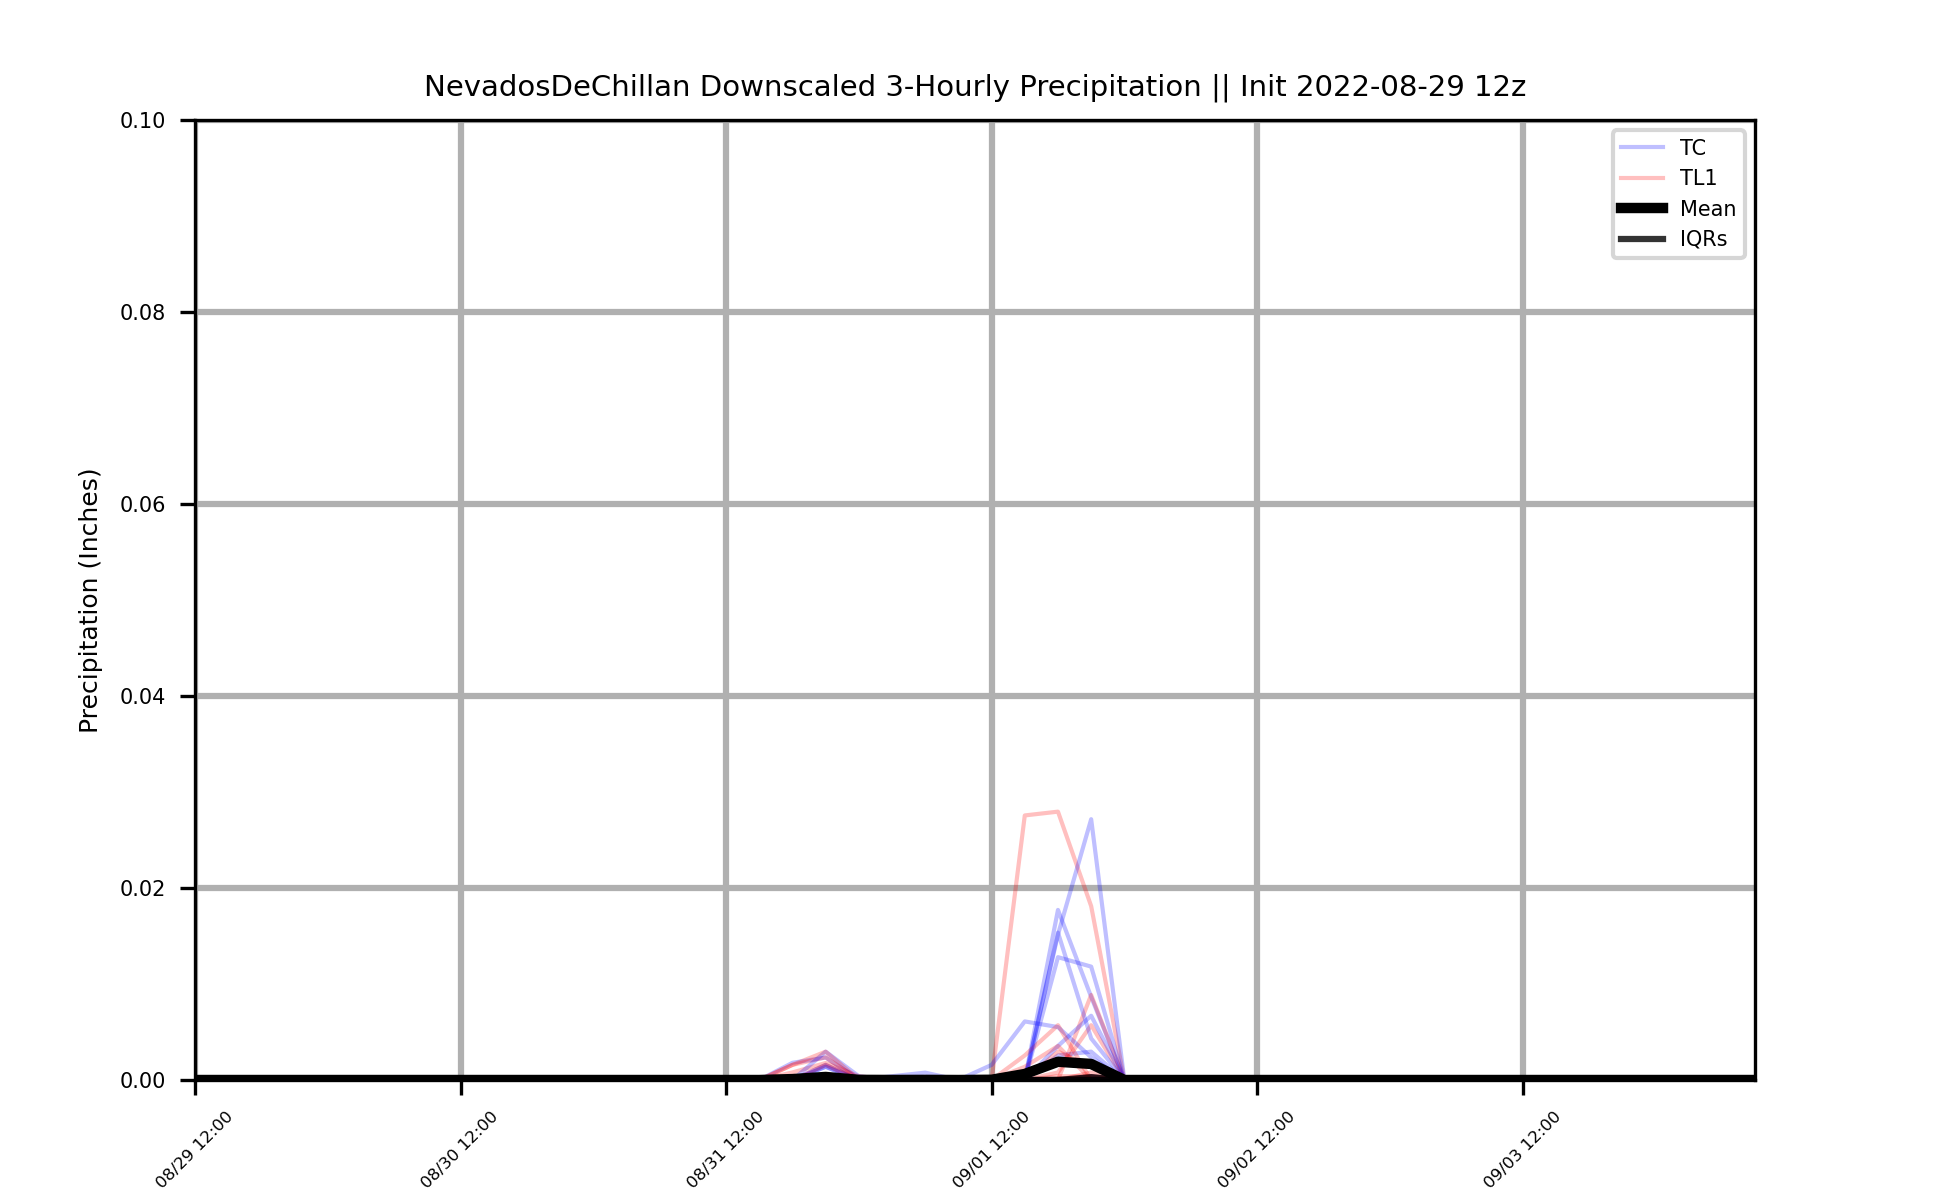 NevadosDeChillan Downscaled 3-Hourly Precipitation || Init 2022-08-29 12z
0.10
0.08
0.06
0.04
0.02
0.00
Precipitation (Inches)
TC
TL1
Mean
IQRs
08/29 12:00
08/30 12:00
08/31 12:00
09/01 12:00
09/02 12:00
09/03 12:00